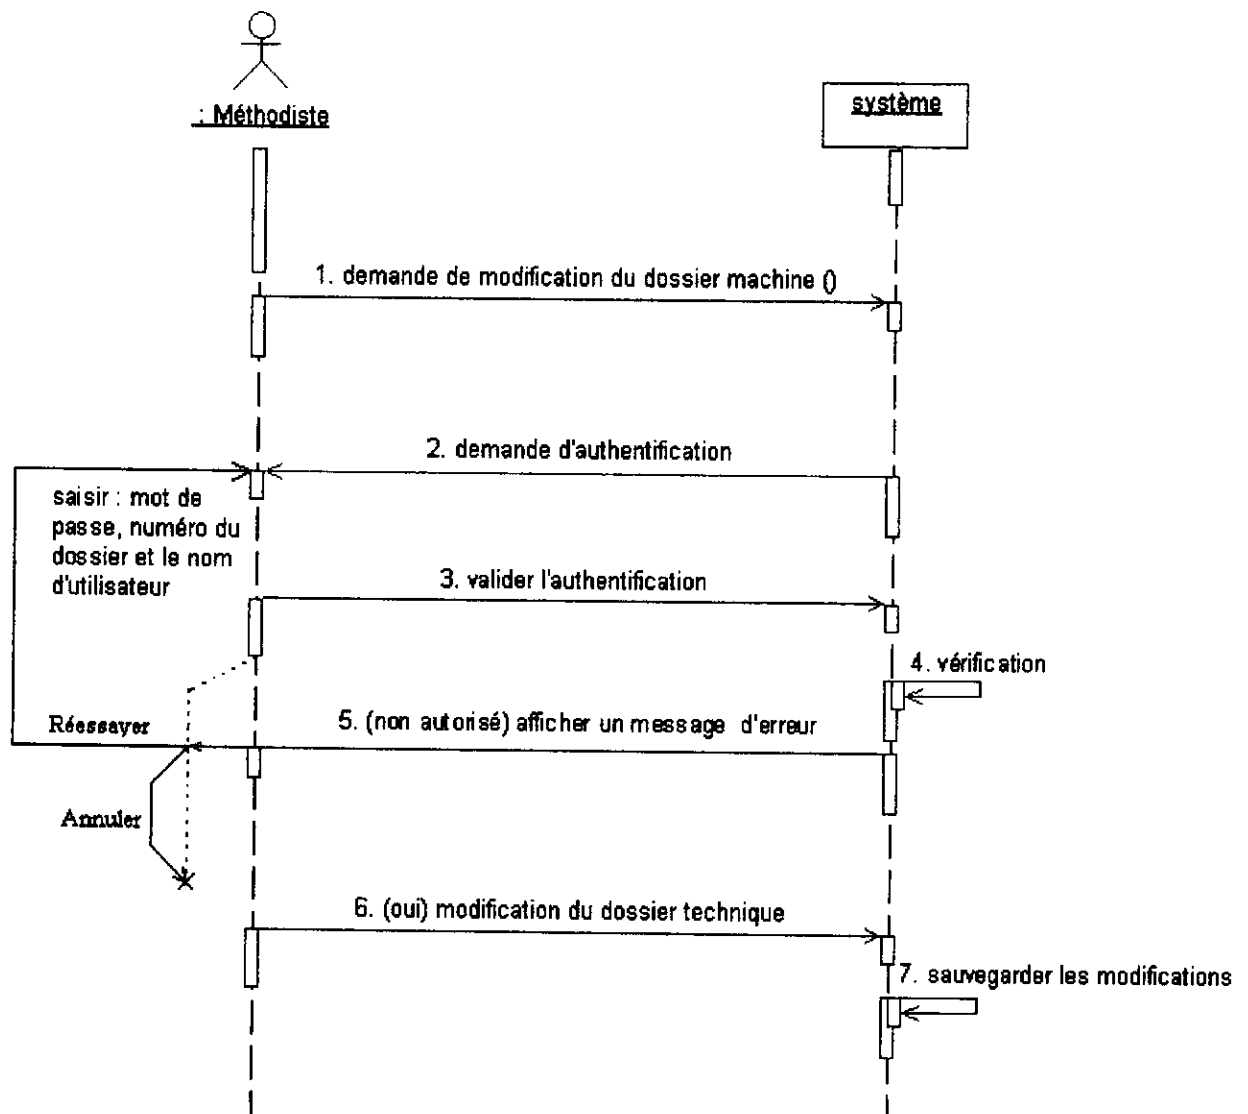 : Méthodiste
système
1. demande de modification du dossier machine ()
2. demande d'authentification
saisir : mot de
passe, numéro du
dossier et le nom
d'utilisateur
3. valider l'authentification
4. vérification
Réessayer
5. (non autorisé) afficher un message d'erreur
Annuler
6. (oui) modification du dossier technique
7. sauvegarder les modifications